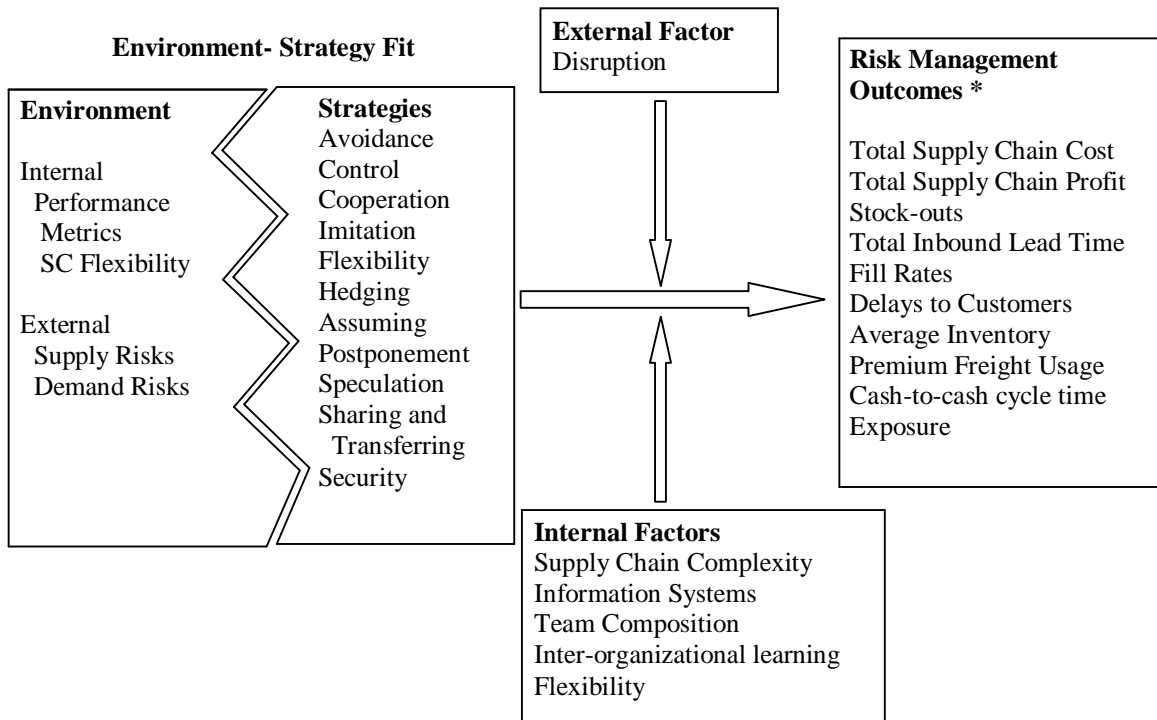 Environment- Strategy Fit
Environment
Internal
Performance
Metrics
SC Flexibility
External
Supply Risks
Demand Risks
Strategies
Avoidance
Control
Cooperation
Imitation
Flexibility
Hedging
Assuming
Postponement
Speculation
Sharing and
Transferring
Security
External Factor
Disruption
Internal Factors
Supply Chain Complexity
Information Systems
Team Composition
Inter-organizational learning
Flexibility
Risk Management
Outcomes *
Total Supply Chain Cost
Total Supply Chain Profit
Stock-outs
Total Inbound Lead Time
Fill Rates
Delays to Customers
Average Inventory
Premium Freight Usage
Cash-to-cash cycle time
Exposure